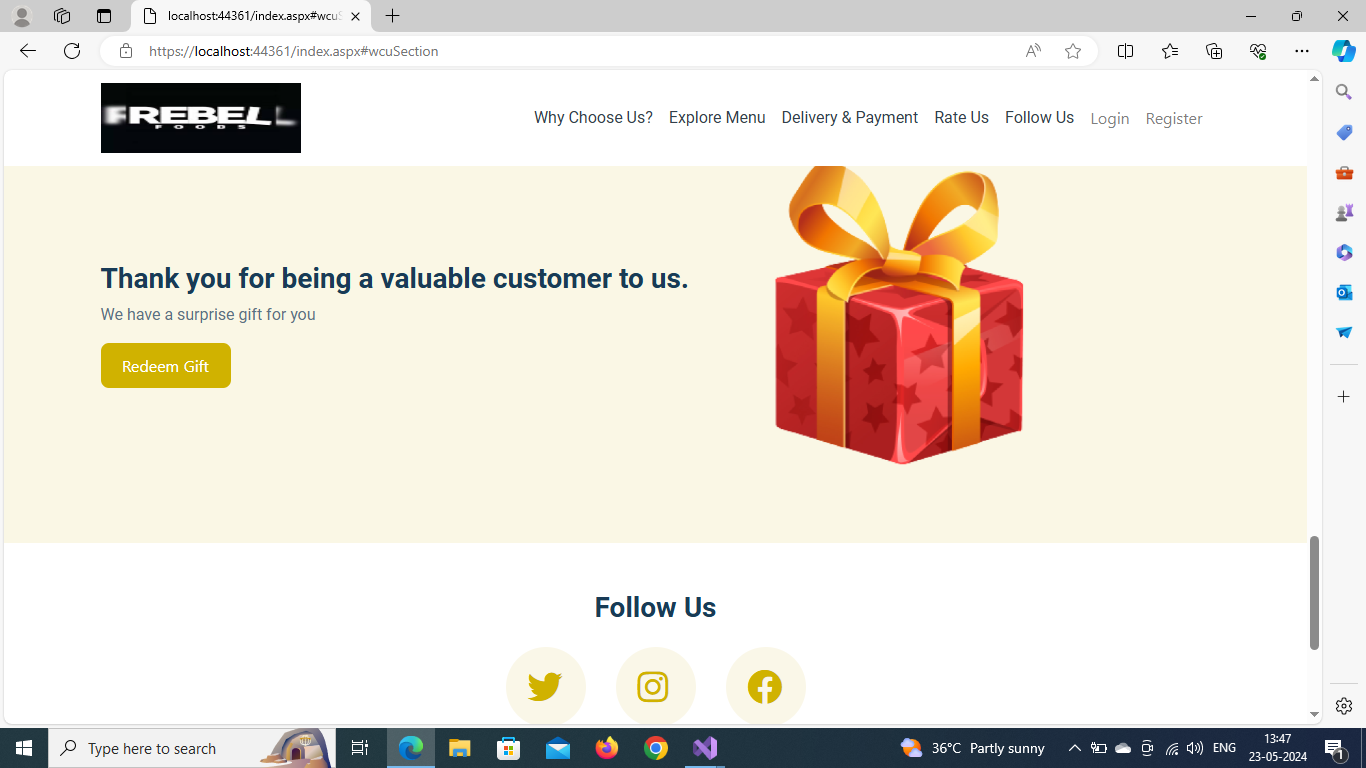 localhost:44361/index.aspx#wcuS
https://localhost:44361/index.aspx#wcuSection
FREBELL
FOODS
Why Choose Us? Explore Menu Delivery & Payment Rate Us Follow Us Login Register
Thank you for being a valuable customer to us.
We have a surprise gift for you
Redeem Gift
Follow Us
Type here to search
36°C Partly sunny
ENG
13:47
23-05-2024
1